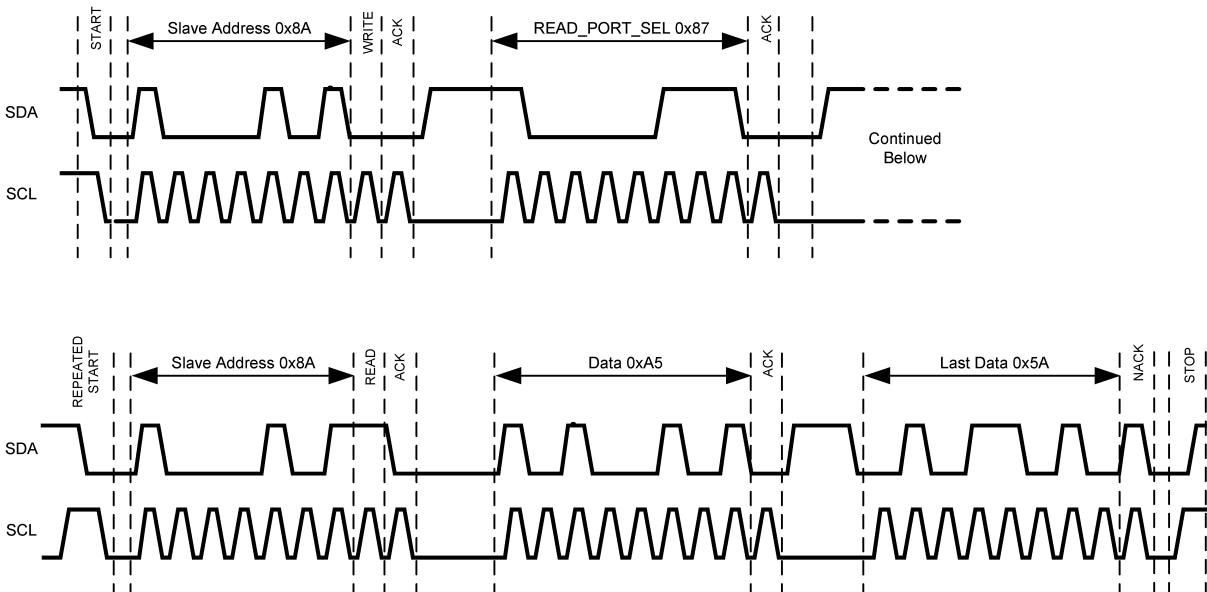 START
Slave Address 0x8A
WRITE
ACK
READ_PORT_SEL 0x87
ACK
SDA
Continued
Below
SCL
REPEATED
START
Slave Address 0x8A
READ
ACK
Data 0xA5
ACK
Last Data 0x5A
NACK
STOP
SDA
SCL